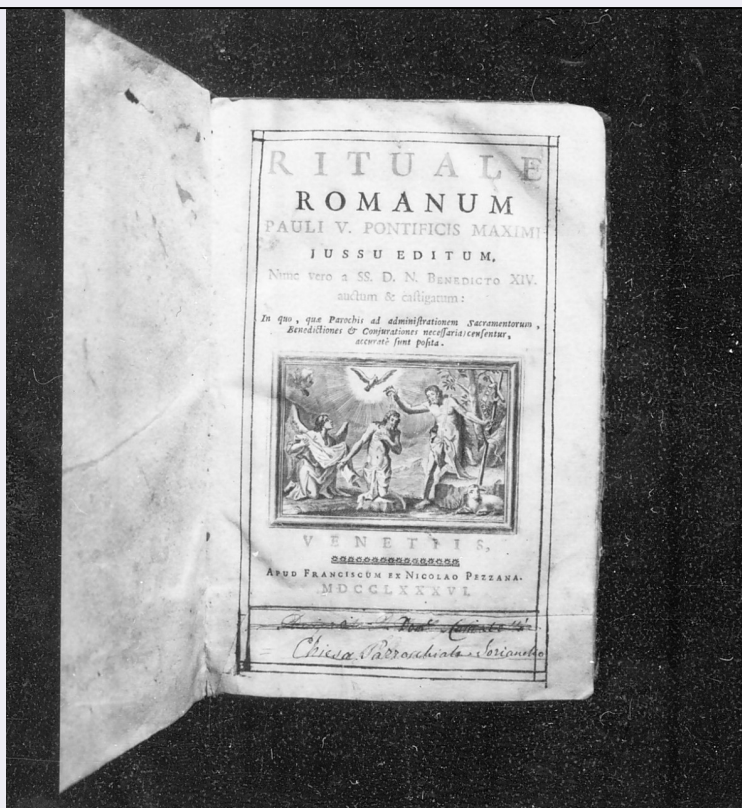 RITUALE
ROMANUM
PAULI V. PONTIFICIS MAXIMI
JUSSU EDITUM,
Nunc vero a SS. D. N. BENEDICTO XIV.
auctum & castigatum:
In quo, quæ Parochis ad administrationem Sacramentorum,
Benedictiones & Conjurationes necessaria censentur,
accuratè sunt posita.
VENETIIS,
APUD FRANCISCUM EX NICOLAO PEZZANA.
MDCCLXXXVI.
Chiesa Parrochiale Sorianello